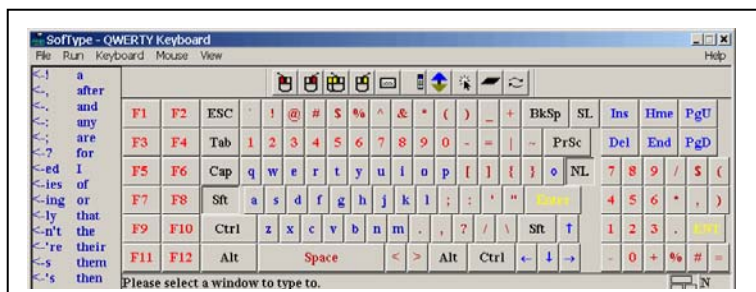 SofType - QWERTY Keyboard
File Run Keyboard Mouse View Help
<-! a
<-, after
<-. and
<-: any
<-; are
<-? for
<-ed I
<-ies of
<-ing or
<-ly that
<-n't the
<-'re their
<-s them
<-'s then
F1 F2 ESC ` ! @ # $ % ^ & * ( ) _ + BkSp SL Ins Hme PgU
F3 F4 Tab 1 2 3 4 5 6 7 8 9 0 - = | ~ PrSc Del End PgD
F5 F6 Cap q w e r t y u i o p [ ] { } ◊ NL 7 8 9 / $ (
F7 F8 Sft a s d f g h j k l ; : ' " Enter 4 5 6 * , )
F9 F10 Ctrl z x c v b n m . , ? / \ Sft ↑ 1 2 3 . ENT
F11 F12 Alt Space < > Alt Ctrl ← ↓ → - 0 + % # =
Please select a window to type to. N